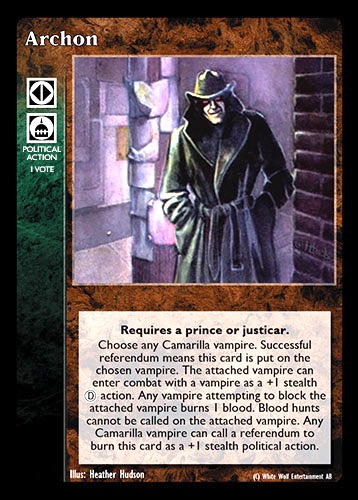 Archon
POLITICAL
ACTION
1 VOTE
Requires a prince or justicar.
Choose any Camarilla vampire. Successful
referendum means this card is put on the
chosen vampire. The attached vampire can
enter combat with a vampire as a +1 stealth
Ⓓ action. Any vampire attempting to block the
attached vampire burns 1 blood. Blood hunts
cannot be called on the attached vampire. Any
Camarilla vampire can call a referendum to
burn this card as a +1 stealth political action.
Illus: Heather Hudson
(C) White Wolf Entertainment AB